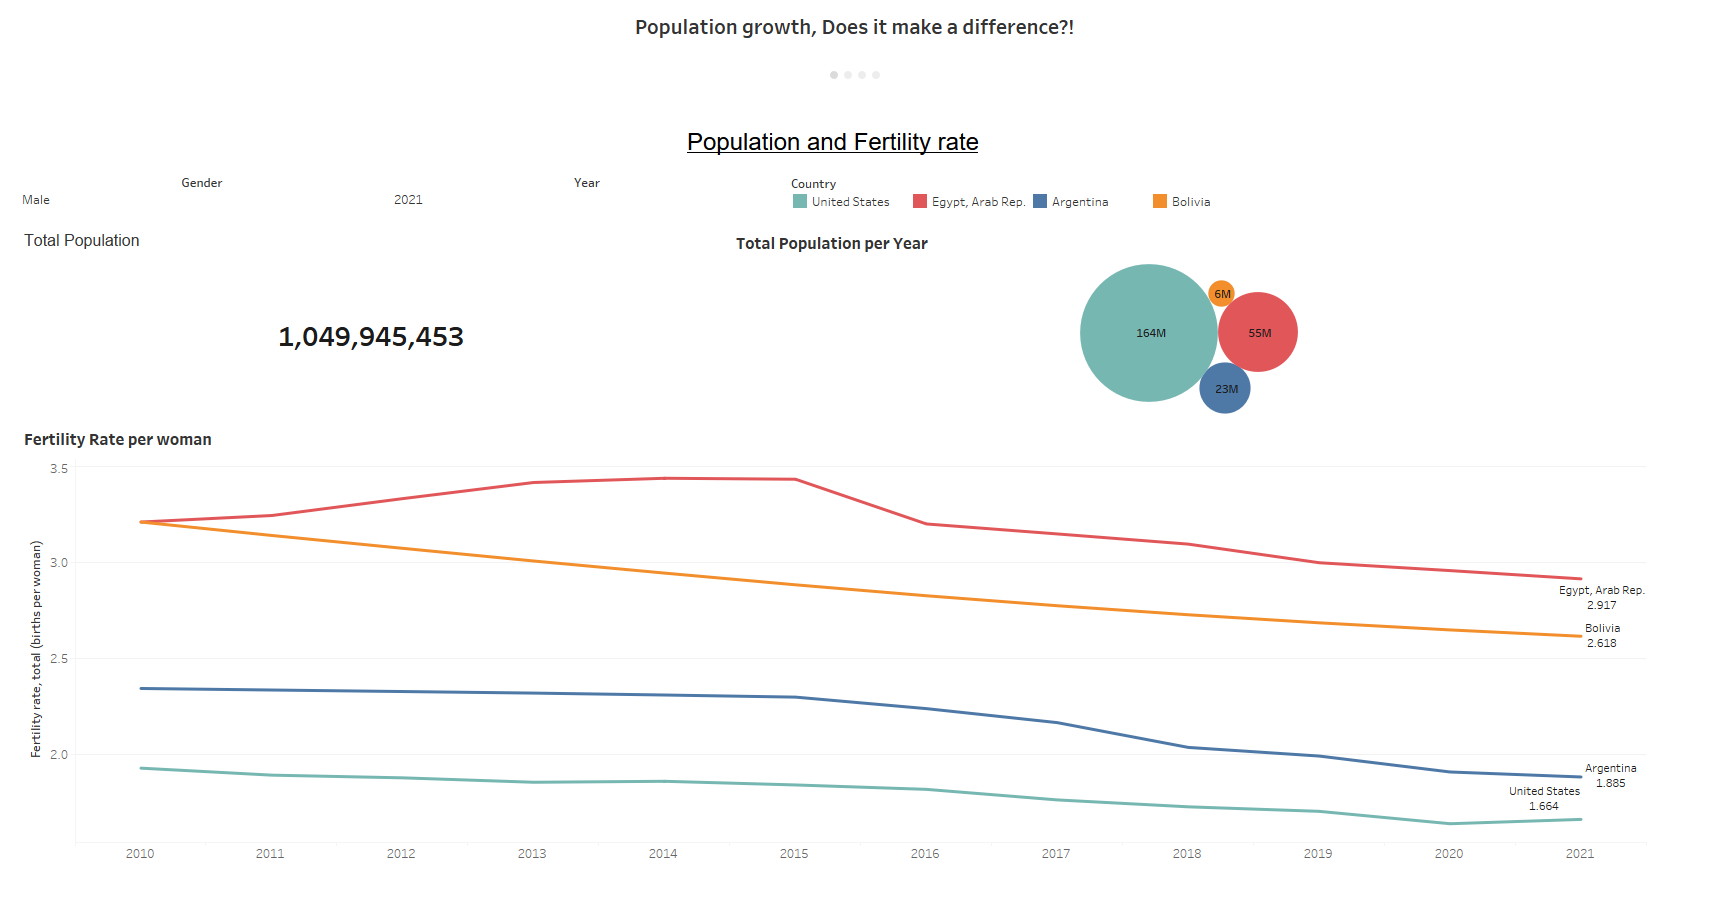 Population growth, Does it make a difference?!
Population and Fertility rate
Gender
Male
Year
2021
Country
United States
Egypt, Arab Rep.
Argentina
Bolivia
Total Population
1,049,945,453
Total Population per Year
164M
6M
55M
23M
Fertility Rate per woman
Fertility rate, total (births per woman)
3.5
3.0
2.5
2.0
Egypt, Arab Rep.
2.917
Bolivia
2.618
Argentina
1.885
United States
1.664
2010 2011 2012 2013 2014 2015 2016 2017 2018 2019 2020 2021